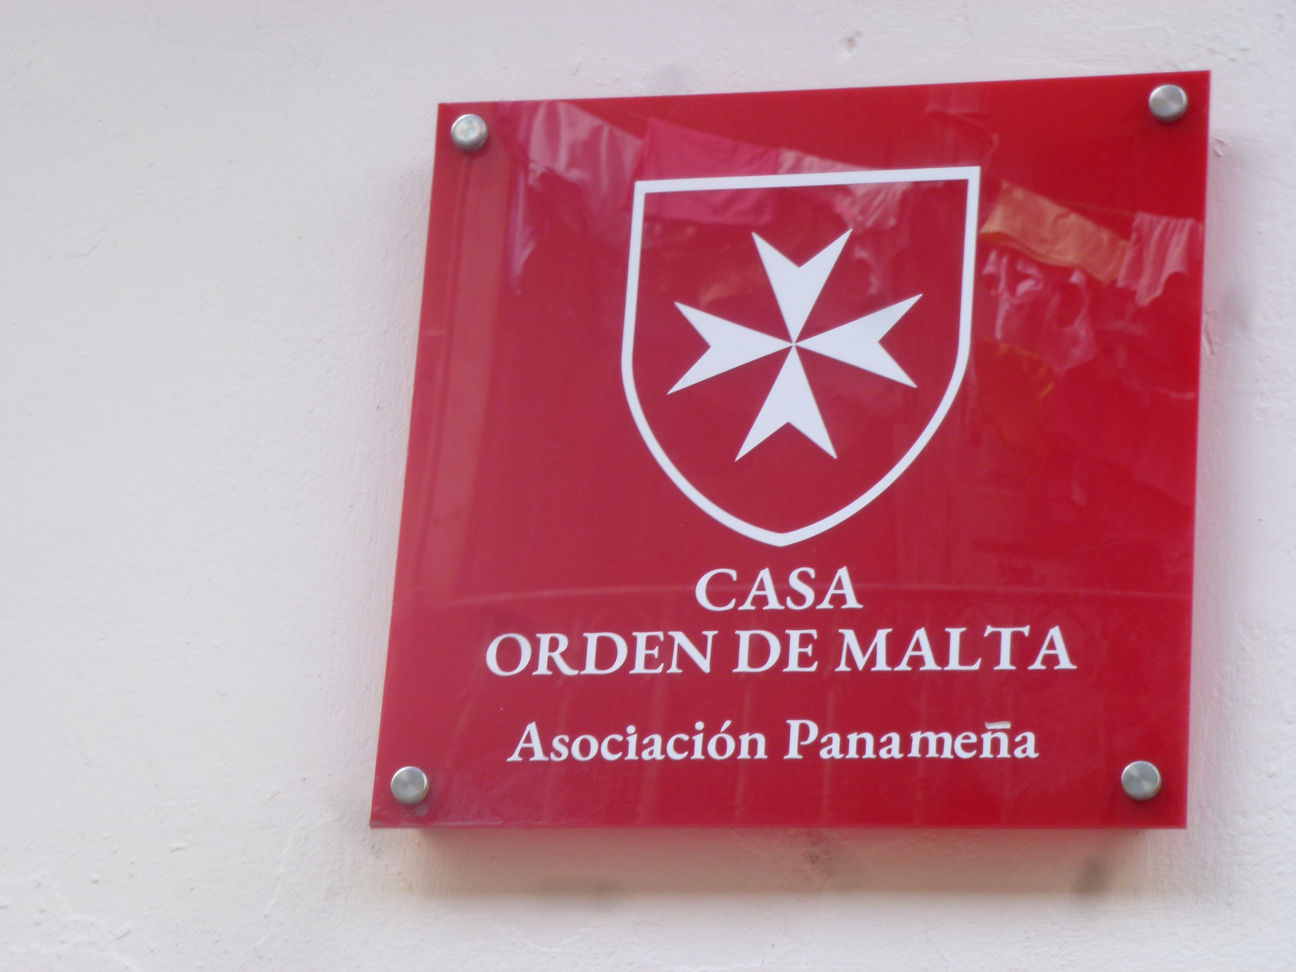 CASA
ORDEN DE MALTA
Asociación Panameña